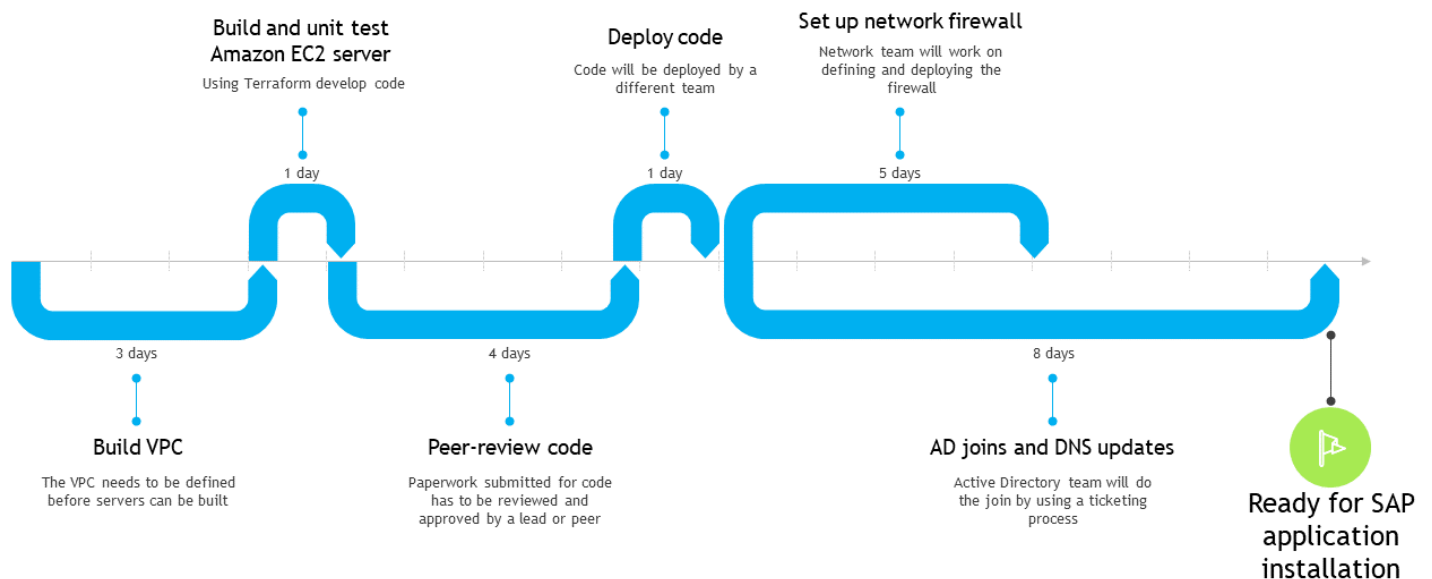 Build and unit test
Amazon EC2 server
Using Terraform develop code
1 day
Deploy code
Code will be deployed by a
different team
1 day
Set up network firewall
Network team will work on
defining and deploying the
firewall
5 days
3 days
Build VPC
The VPC needs to be defined
before servers can be built
4 days
Peer-review code
Paperwork submitted for code
has to be reviewed and
approved by a lead or peer
8 days
AD joins and DNS updates
Active Directory team will do
the join by using a ticketing
process
Ready for SAP
application
installation